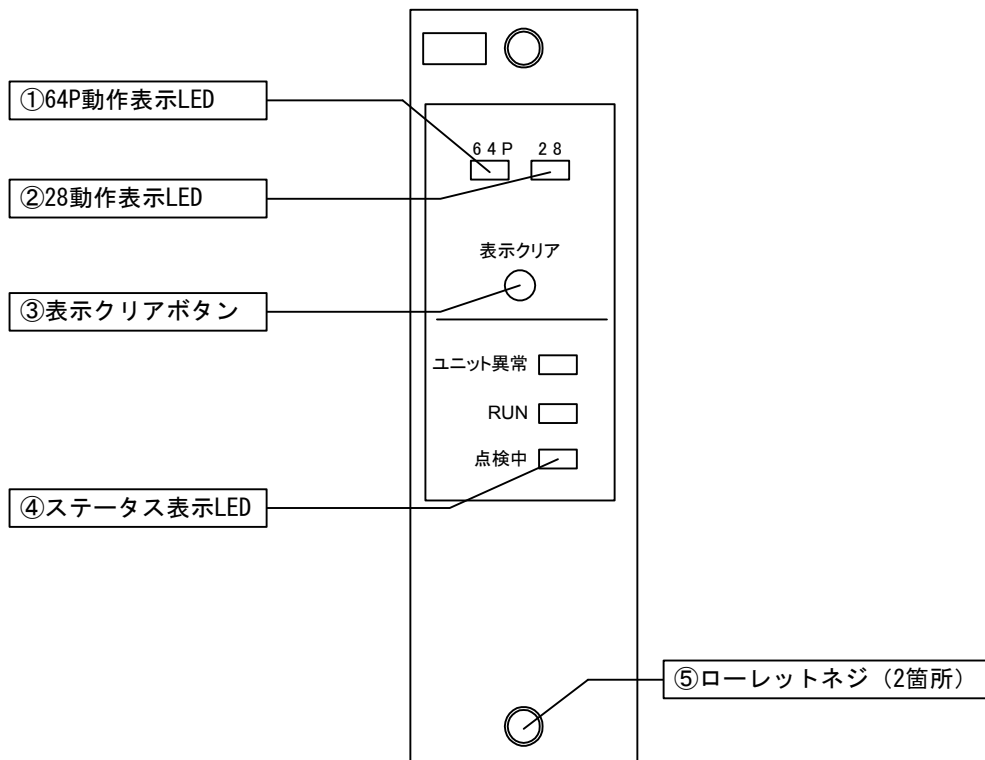 ①64P動作表示LED
64P 28
②28動作表示LED
表示クリア
③表示クリアボタン
ユニット異常
RUN
点検中
④ステータス表示LED
⑤ローレットネジ（2箇所）